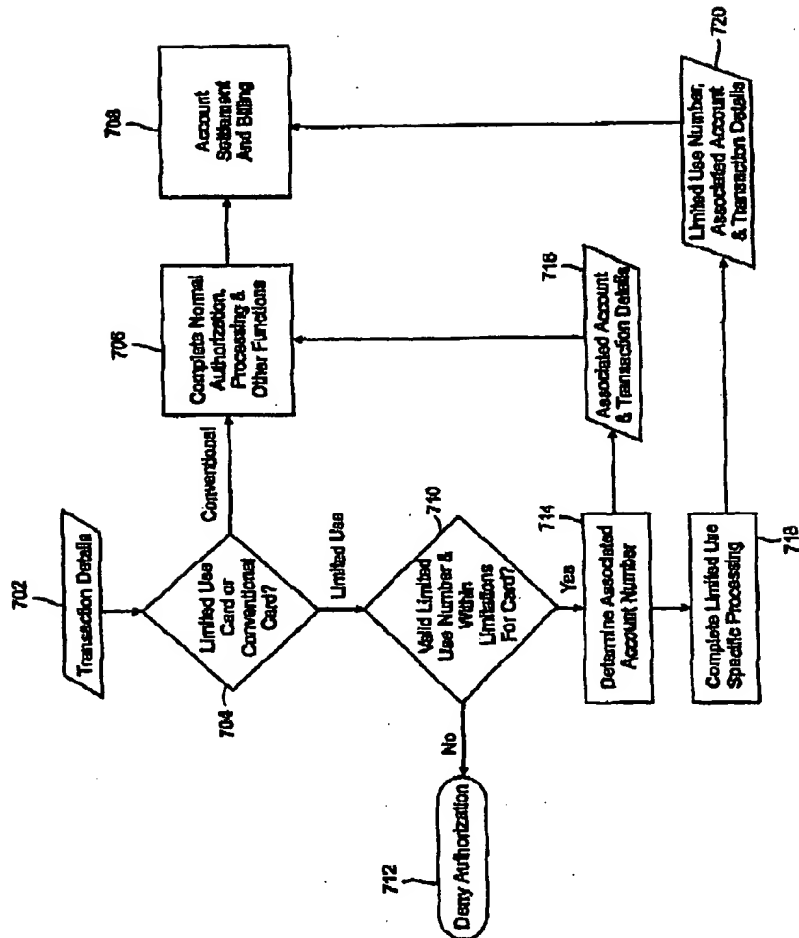 702
Transaction Details
Limited Use
Card or
Conventional
Card?
704
Conventional
706
Complete Normal
Authorization,
Processing &
Other Functions
708
Account
Settlement
And Billing
Limited Use
710
Valid Limited
Use Number &
Within
Limitations
For Card?
No
712
Deny Authorization
Yes
714
Determine Associated
Account Number
716
Associated Account
& Transaction Details
Complete Limited Use
Specific Processing
718
720
Limited Use Number,
Associated Account
& Transaction Details